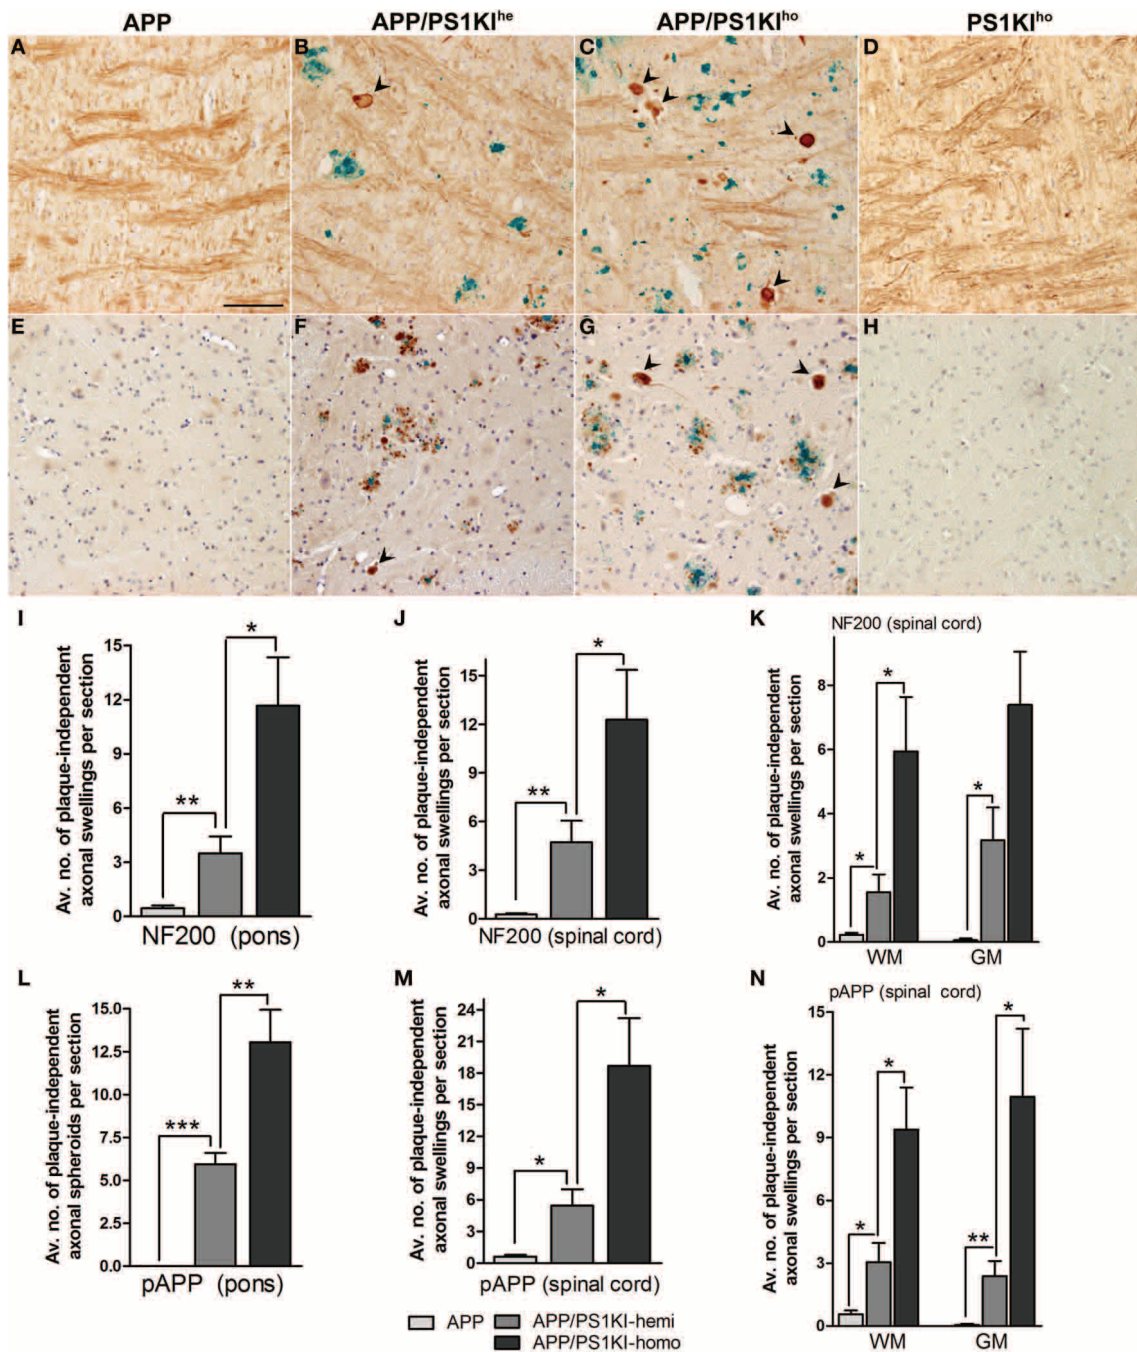 APP APP/PS1KIhe APP/PS1KIho PS1KIho
A B C D
E F G H
I J K
NF200 (spinal cord)
Av. no. of plaque-independent
axonal swellings per section
15
12
9
6
3
0
**
*
NF200 (pons)
Av. no. of plaque-independent
axonal swellings per section
15
12
9
6
3
0
**
*
NF200 (spinal cord)
Av. no. of plaque-independent
axonal swellings per section
8
6
4
2
0
*
*
*
WM GM
L M N
pAPP (spinal cord)
Av. no. of plaque-independent
axonal spheroids per section
15.0
12.5
10.0
7.5
5.0
2.5
0.0
***
**
pAPP (pons)
Av. no. of plaque-independent
axonal swellings per section
24
21
18
15
12
9
6
3
0
*
*
pAPP (spinal cord)
Av. no. of plaque-independent
axonal swellings per section
15
12
9
6
3
0
*
*
**
*
WM GM
APP APP/PS1KI-hemi
APP/PS1KI-homo